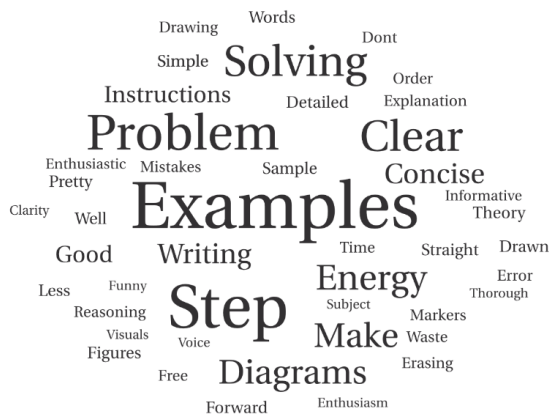 Words
Drawing
Dont
Simple Solving
Order
Instructions Detailed Explanation
Problem Clear
Enthusiastic Mistakes Sample Concise
Pretty
Examples Informative
Clarity Well Theory
Good Writing Time Straight Drawn
Energy Error
Less Funny Thorough
Step Subject
Reasoning Markers
Visuals Voice Make Waste
Figures
Free Diagrams Erasing
Forward Enthusiasm